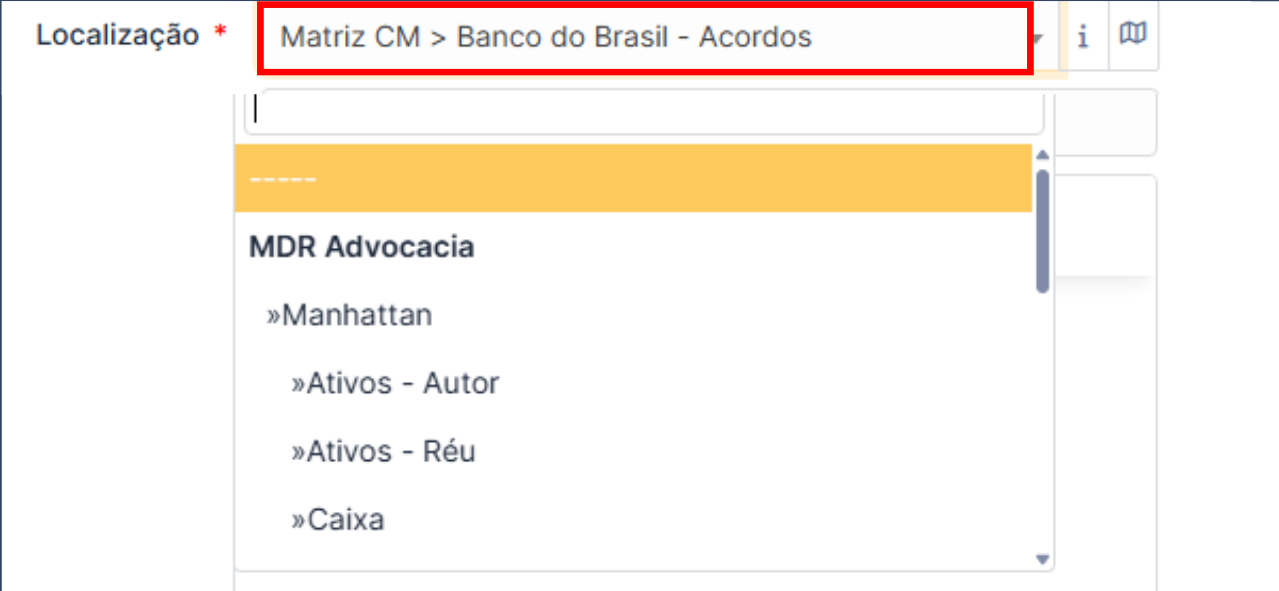 Localização *
Matriz CM > Banco do Brasil - Acordos
i
-----
MDR Advocacia
»Manhattan
»Ativos - Autor
»Ativos - Réu
»Caixa